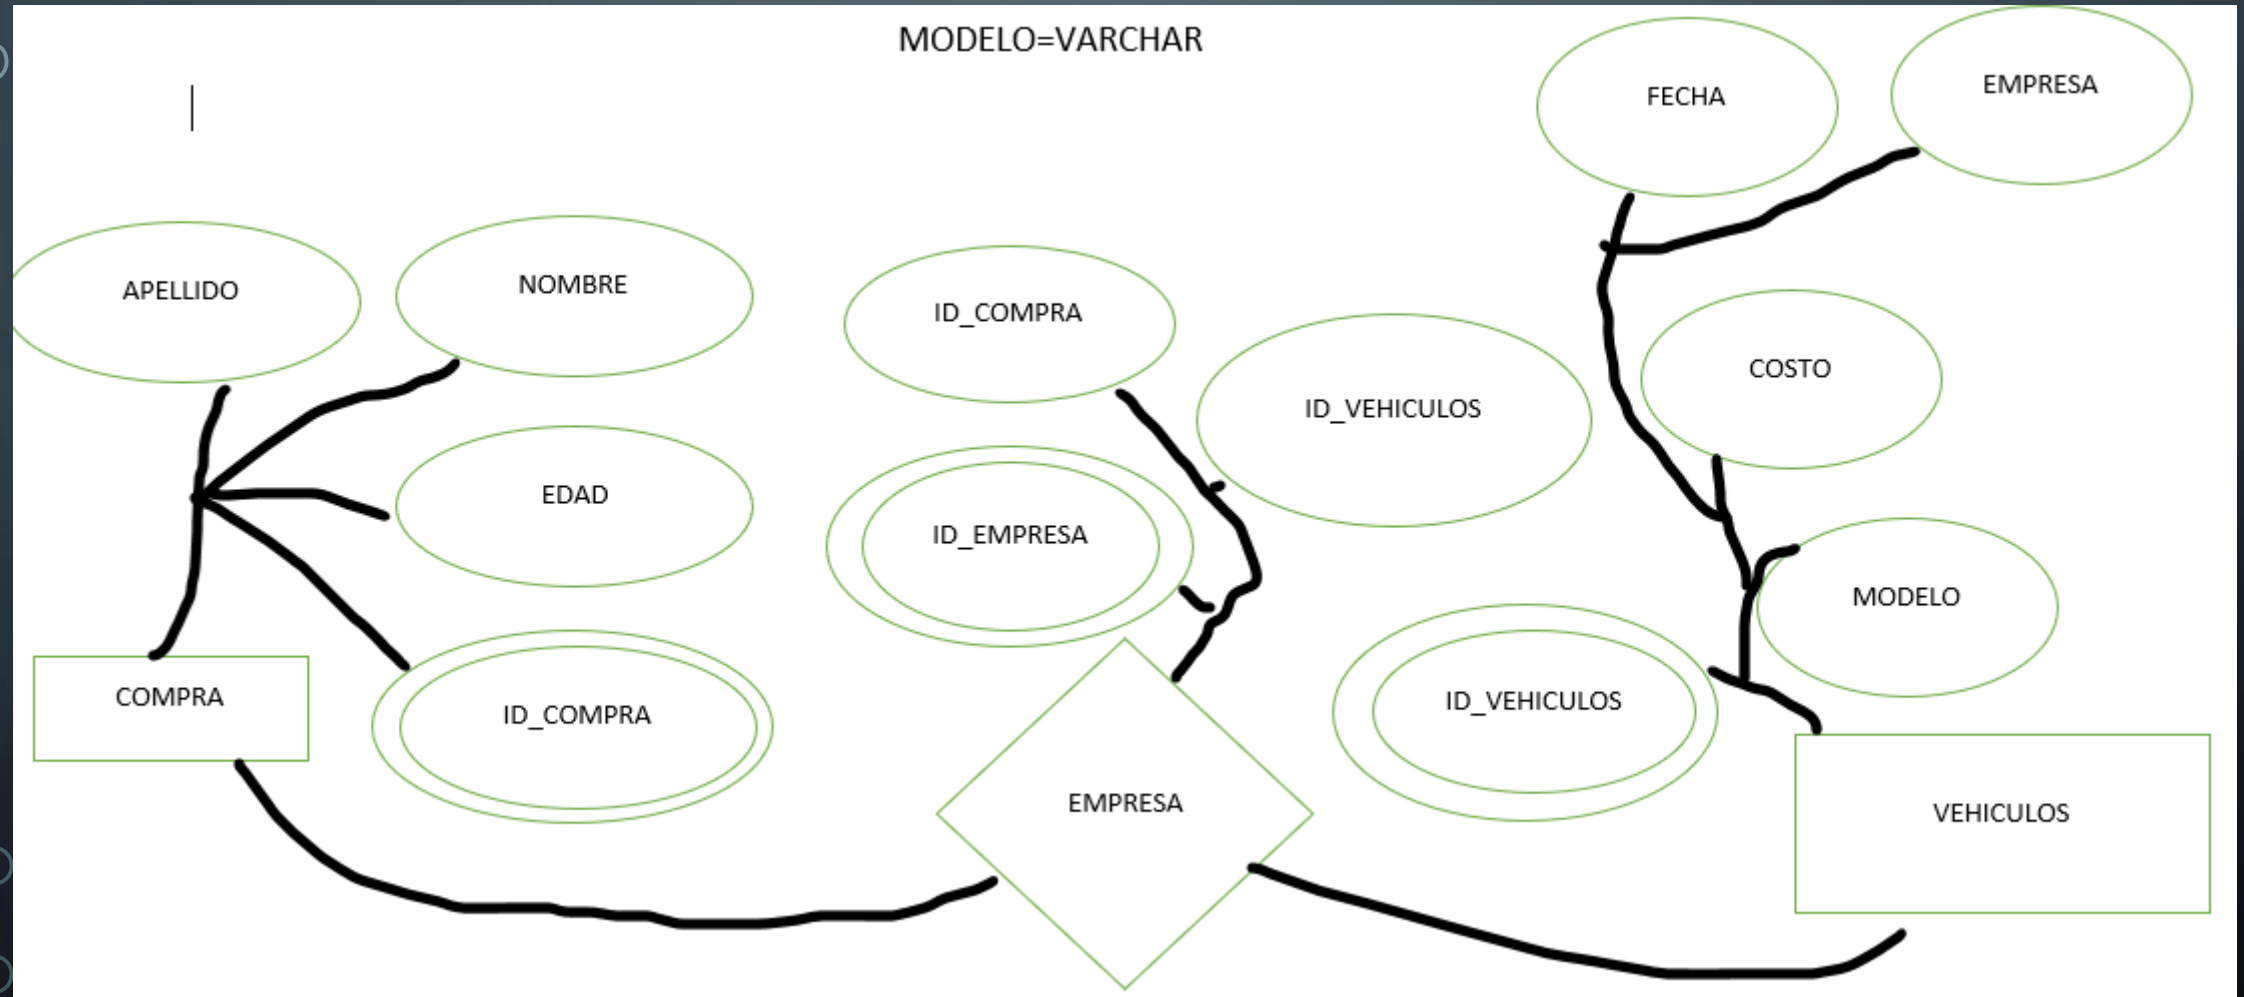 MODELO=VARCHAR
FECHA
EMPRESA
APELLIDO
NOMBRE
ID_COMPRA
COSTO
ID_VEHICULOS
EDAD
ID_EMPRESA
MODELO
COMPRA
ID_COMPRA
ID_VEHICULOS
EMPRESA
VEHICULOS